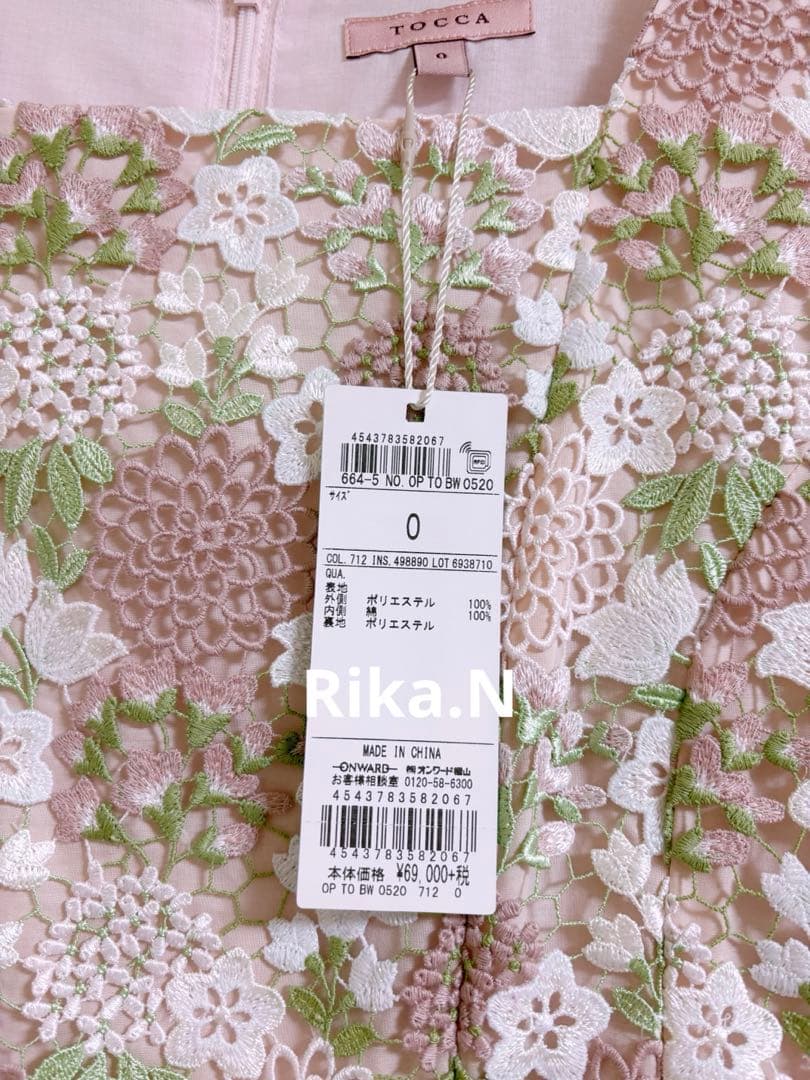 TOCCA
0
4543783582067
RFID
664-5 NO. OP TO BW 0520
サイズ
0
COL. 712 INS. 498890 LOT 6938710
QUA.
表地
外側 ポリエステル 100%
内側 綿 100%
裏地 ポリエステル
Rika.N
MADE IN CHINA
ONWARD ㈱オンワード樫山
お客様相談室 0120-58-6300
4543783582067
4543783582067
本体価格 ¥69,000+税
OP TO BW 0520 712 0